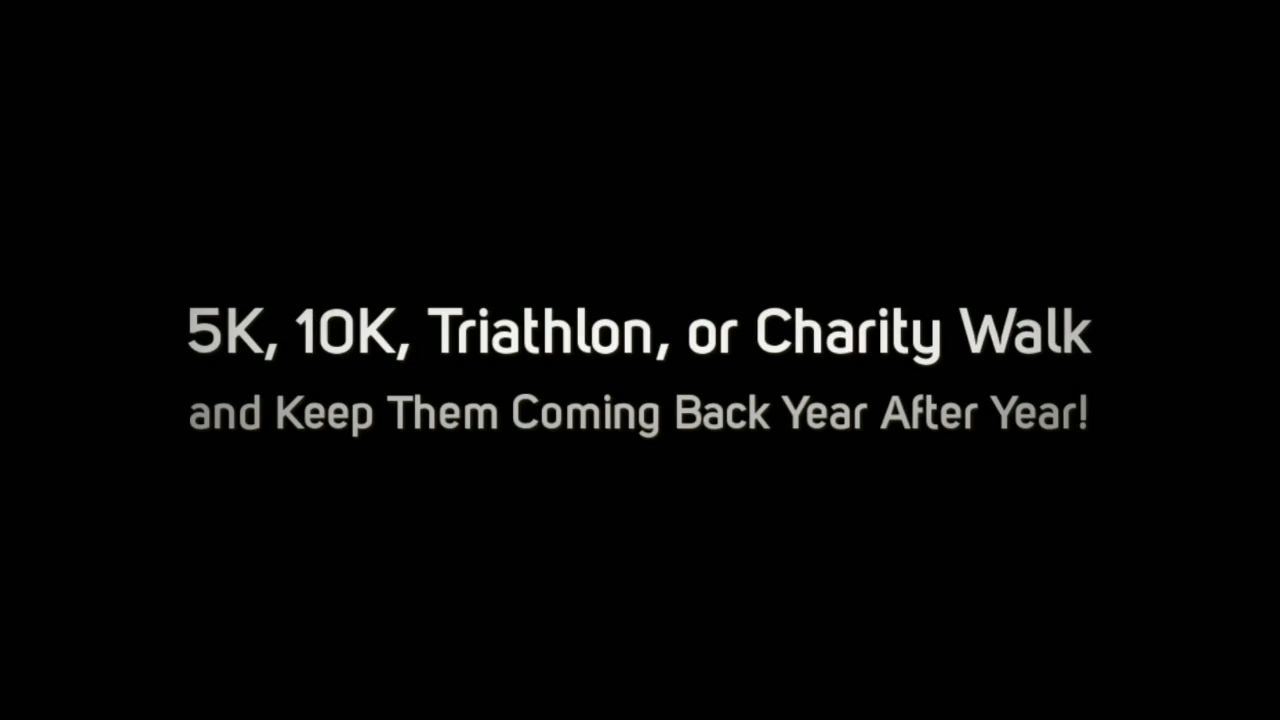 5K, 10K, Triathlon, or Charity Walk
and Keep Them Coming Back Year After Year!